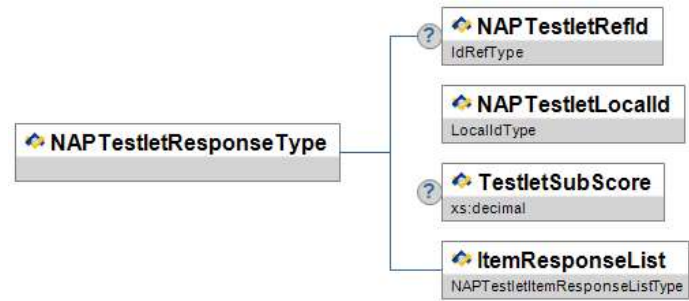 ?
NAPTestletRefId
IdRefType
NAPTestletLocalId
LocalIdType
NAPTestletResponseType
?
TestletSubScore
xs:decimal
ItemResponseList
NAPTestletItemResponseListType